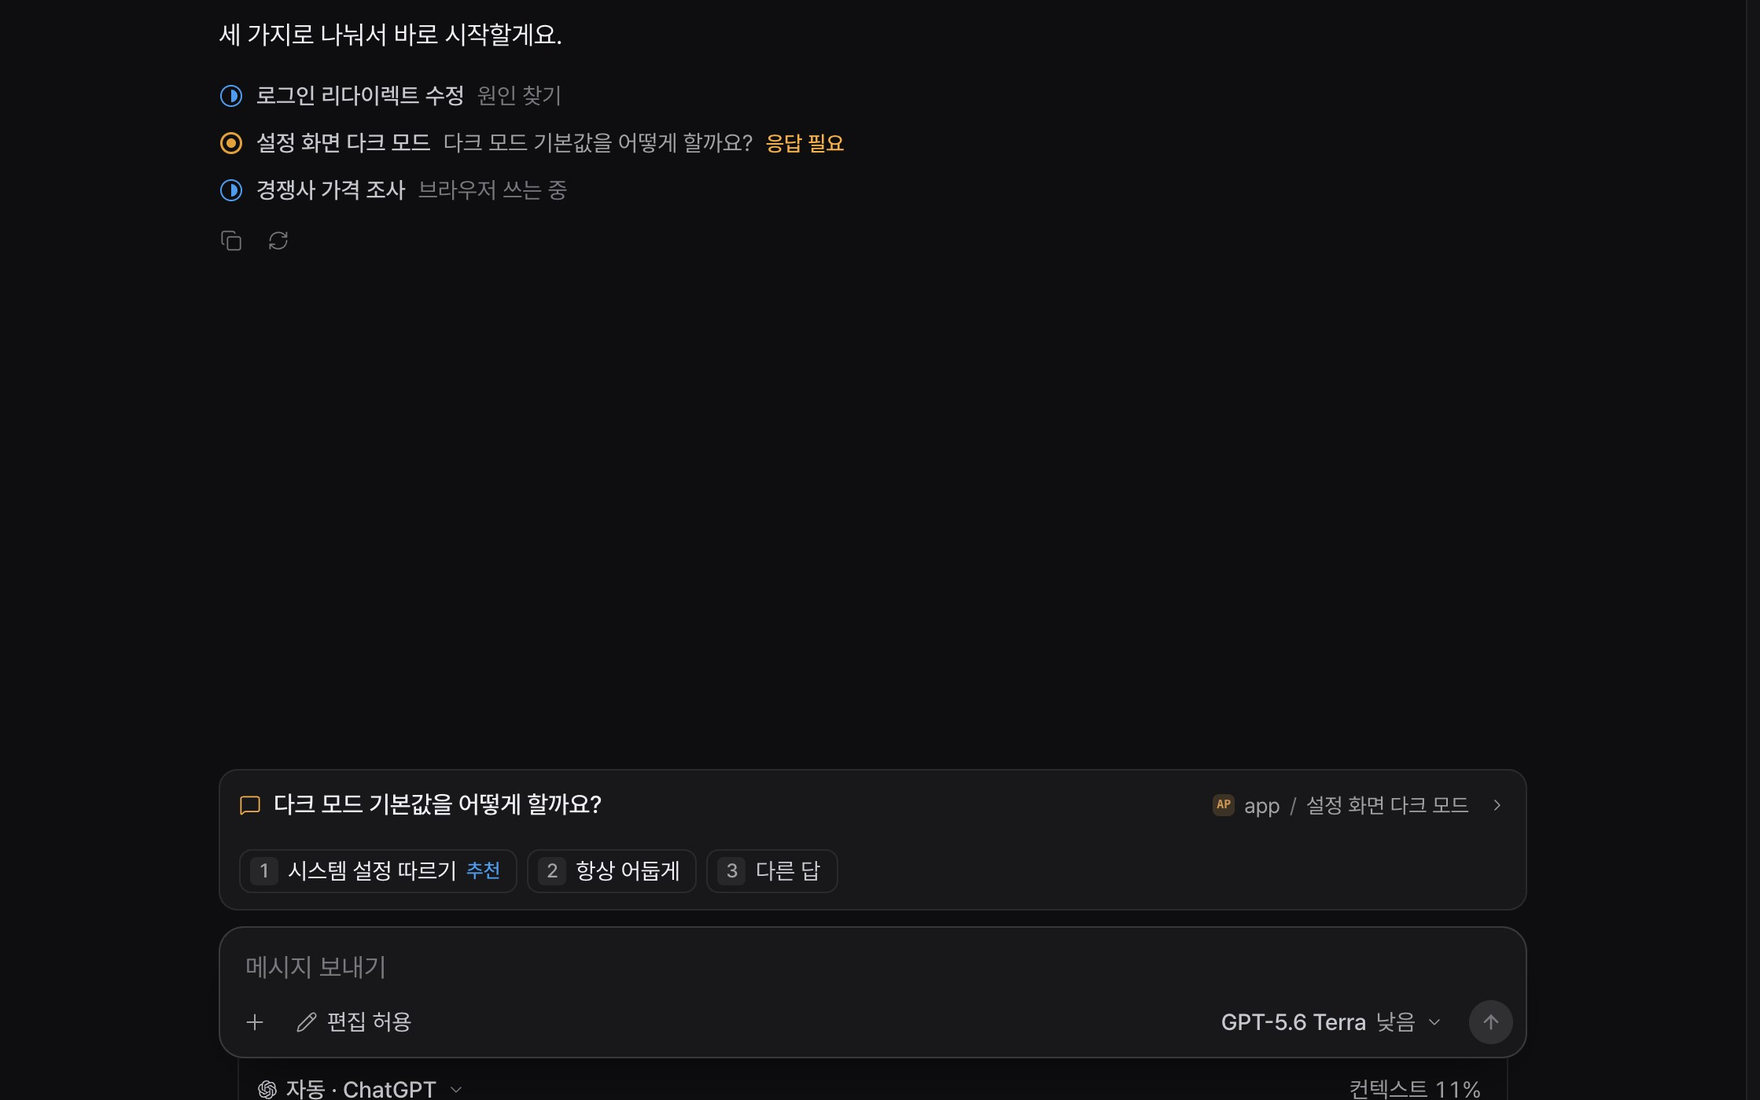 세 가지로 나눠서 바로 시작할게요.
로그인 리다이렉트 수정 원인 찾기
설정 화면 다크 모드 다크 모드 기본값을 어떻게 할까요? 응답 필요
경쟁사 가격 조사 브라우저 쓰는 중
다크 모드 기본값을 어떻게 할까요? AP app / 설정 화면 다크 모드
1 시스템 설정 따르기 추천 2 항상 어둡게 3 다른 답
메시지 보내기
편집 허용 GPT-5.6 Terra 낮음
자동 · ChatGPT 컨텍스트 11%